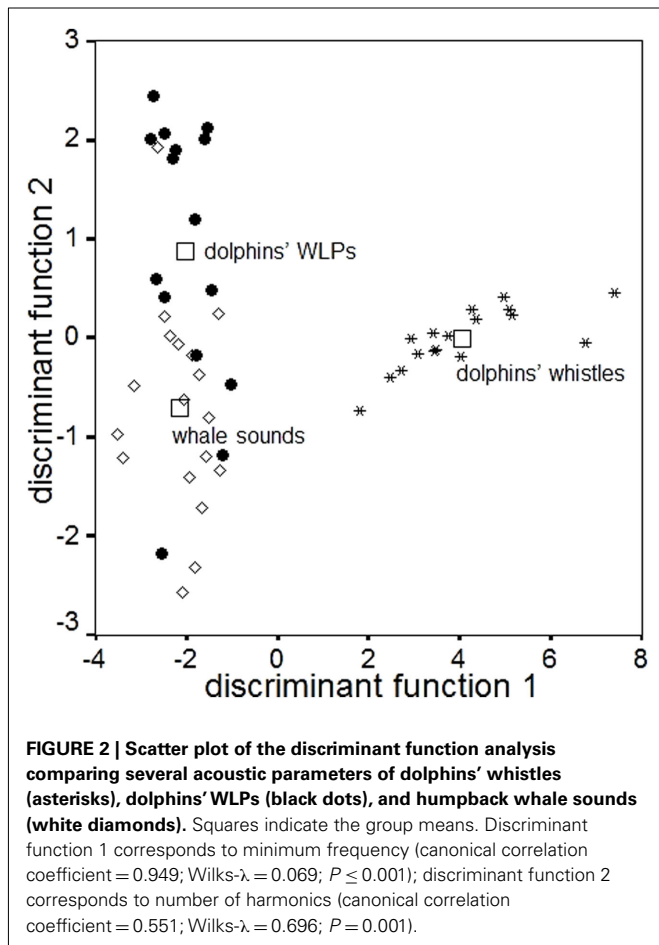 3
2
1
0
-1
-2
-3
discriminant function 2
dolphins' WLPs
dolphins' whistles
whale sounds
-4 -2 0 2 4 6 8
discriminant function 1
FIGURE 2 | Scatter plot of the discriminant function analysis
comparing several acoustic parameters of dolphins' whistles
(asterisks), dolphins' WLPs (black dots), and humpback whale sounds
(white diamonds). Squares indicate the group means. Discriminant
function 1 corresponds to minimum frequency (canonical correlation
coefficient = 0.949; Wilks-λ = 0.069; P ≤ 0.001); discriminant function 2
corresponds to number of harmonics (canonical correlation
coefficient = 0.551; Wilks-λ = 0.696; P = 0.001).